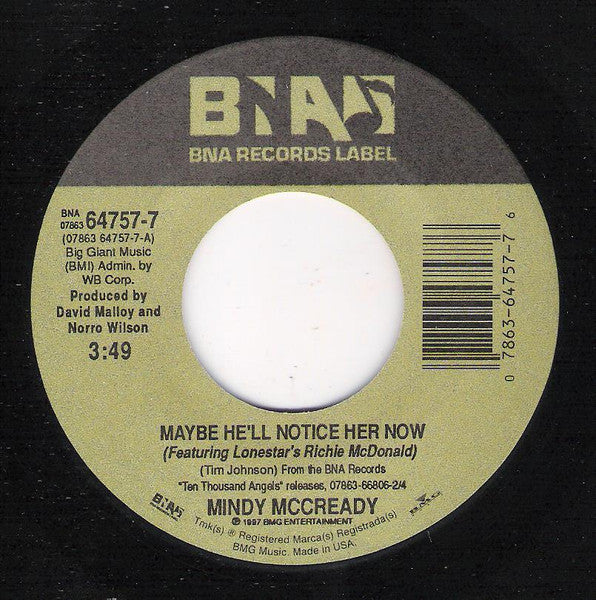 BNA
BNA RECORDS LABEL
BNA
07863 64757-7
(07863 64757-7-A)
Big Giant Music
(BMI) Admin. by
WB Corp.
Produced by
David Malloy and
Norro Wilson
3:49
0 7863-64757-7 6
MAYBE HE'LL NOTICE HER NOW
(Featuring Lonestar's Richie McDonald)
(Tim Johnson) From the BNA Records
"Ten Thousand Angels" releases, 07863-66806-2/4
MINDY MCCREADY
℗ 1997 BMG ENTERTAINMENT
BNA
BMG
Tmk(s) ® Registered Marca(s) Registrada(s)
BMG Music. Made in USA.